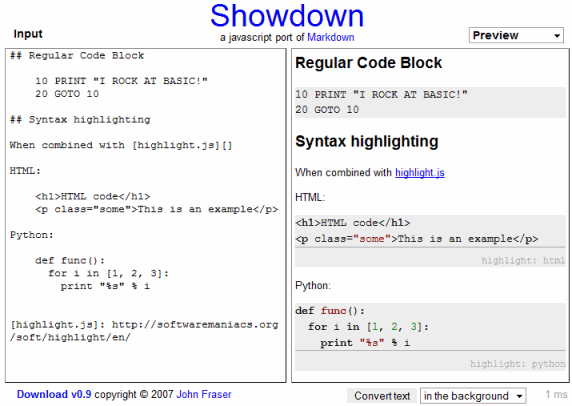 Showdown
a javascript port of Markdown
Input
Preview
## Regular Code Block
10 PRINT "I ROCK AT BASIC!"
20 GOTO 10
## Syntax highlighting
When combined with [highlight.js][]
HTML:
<h1>HTML code</h1>
<p class="some">This is an example</p>
Python:
def func():
for i in [1, 2, 3]:
print "%s" % i
[highlight.js]: http://softwaremaniacs.org
/soft/highlight/en/
Regular Code Block
10 PRINT "I ROCK AT BASIC!"
20 GOTO 10
Syntax highlighting
When combined with highlight.js
HTML:
<h1>HTML code</h1>
<p class="some">This is an example</p>
highlight: html
Python:
def func():
for i in [1, 2, 3]:
print "%s" % i
highlight: python
Download v0.9 copyright © 2007 John Fraser
Convert text
in the background
1 ms